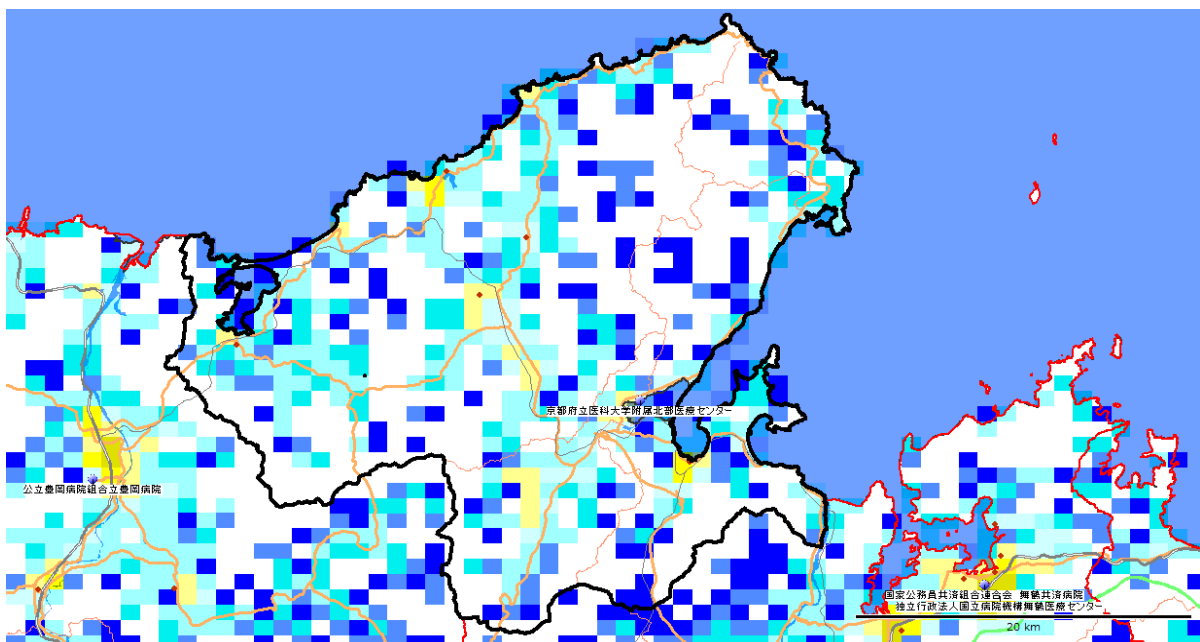 京都府立医科大学附属北部医療センター
公立豊岡病院組合立豊岡病院
国家公務員共済組合連合会 舞鶴共済病院
独立行政法人国立病院機構舞鶴医療センター
20 km